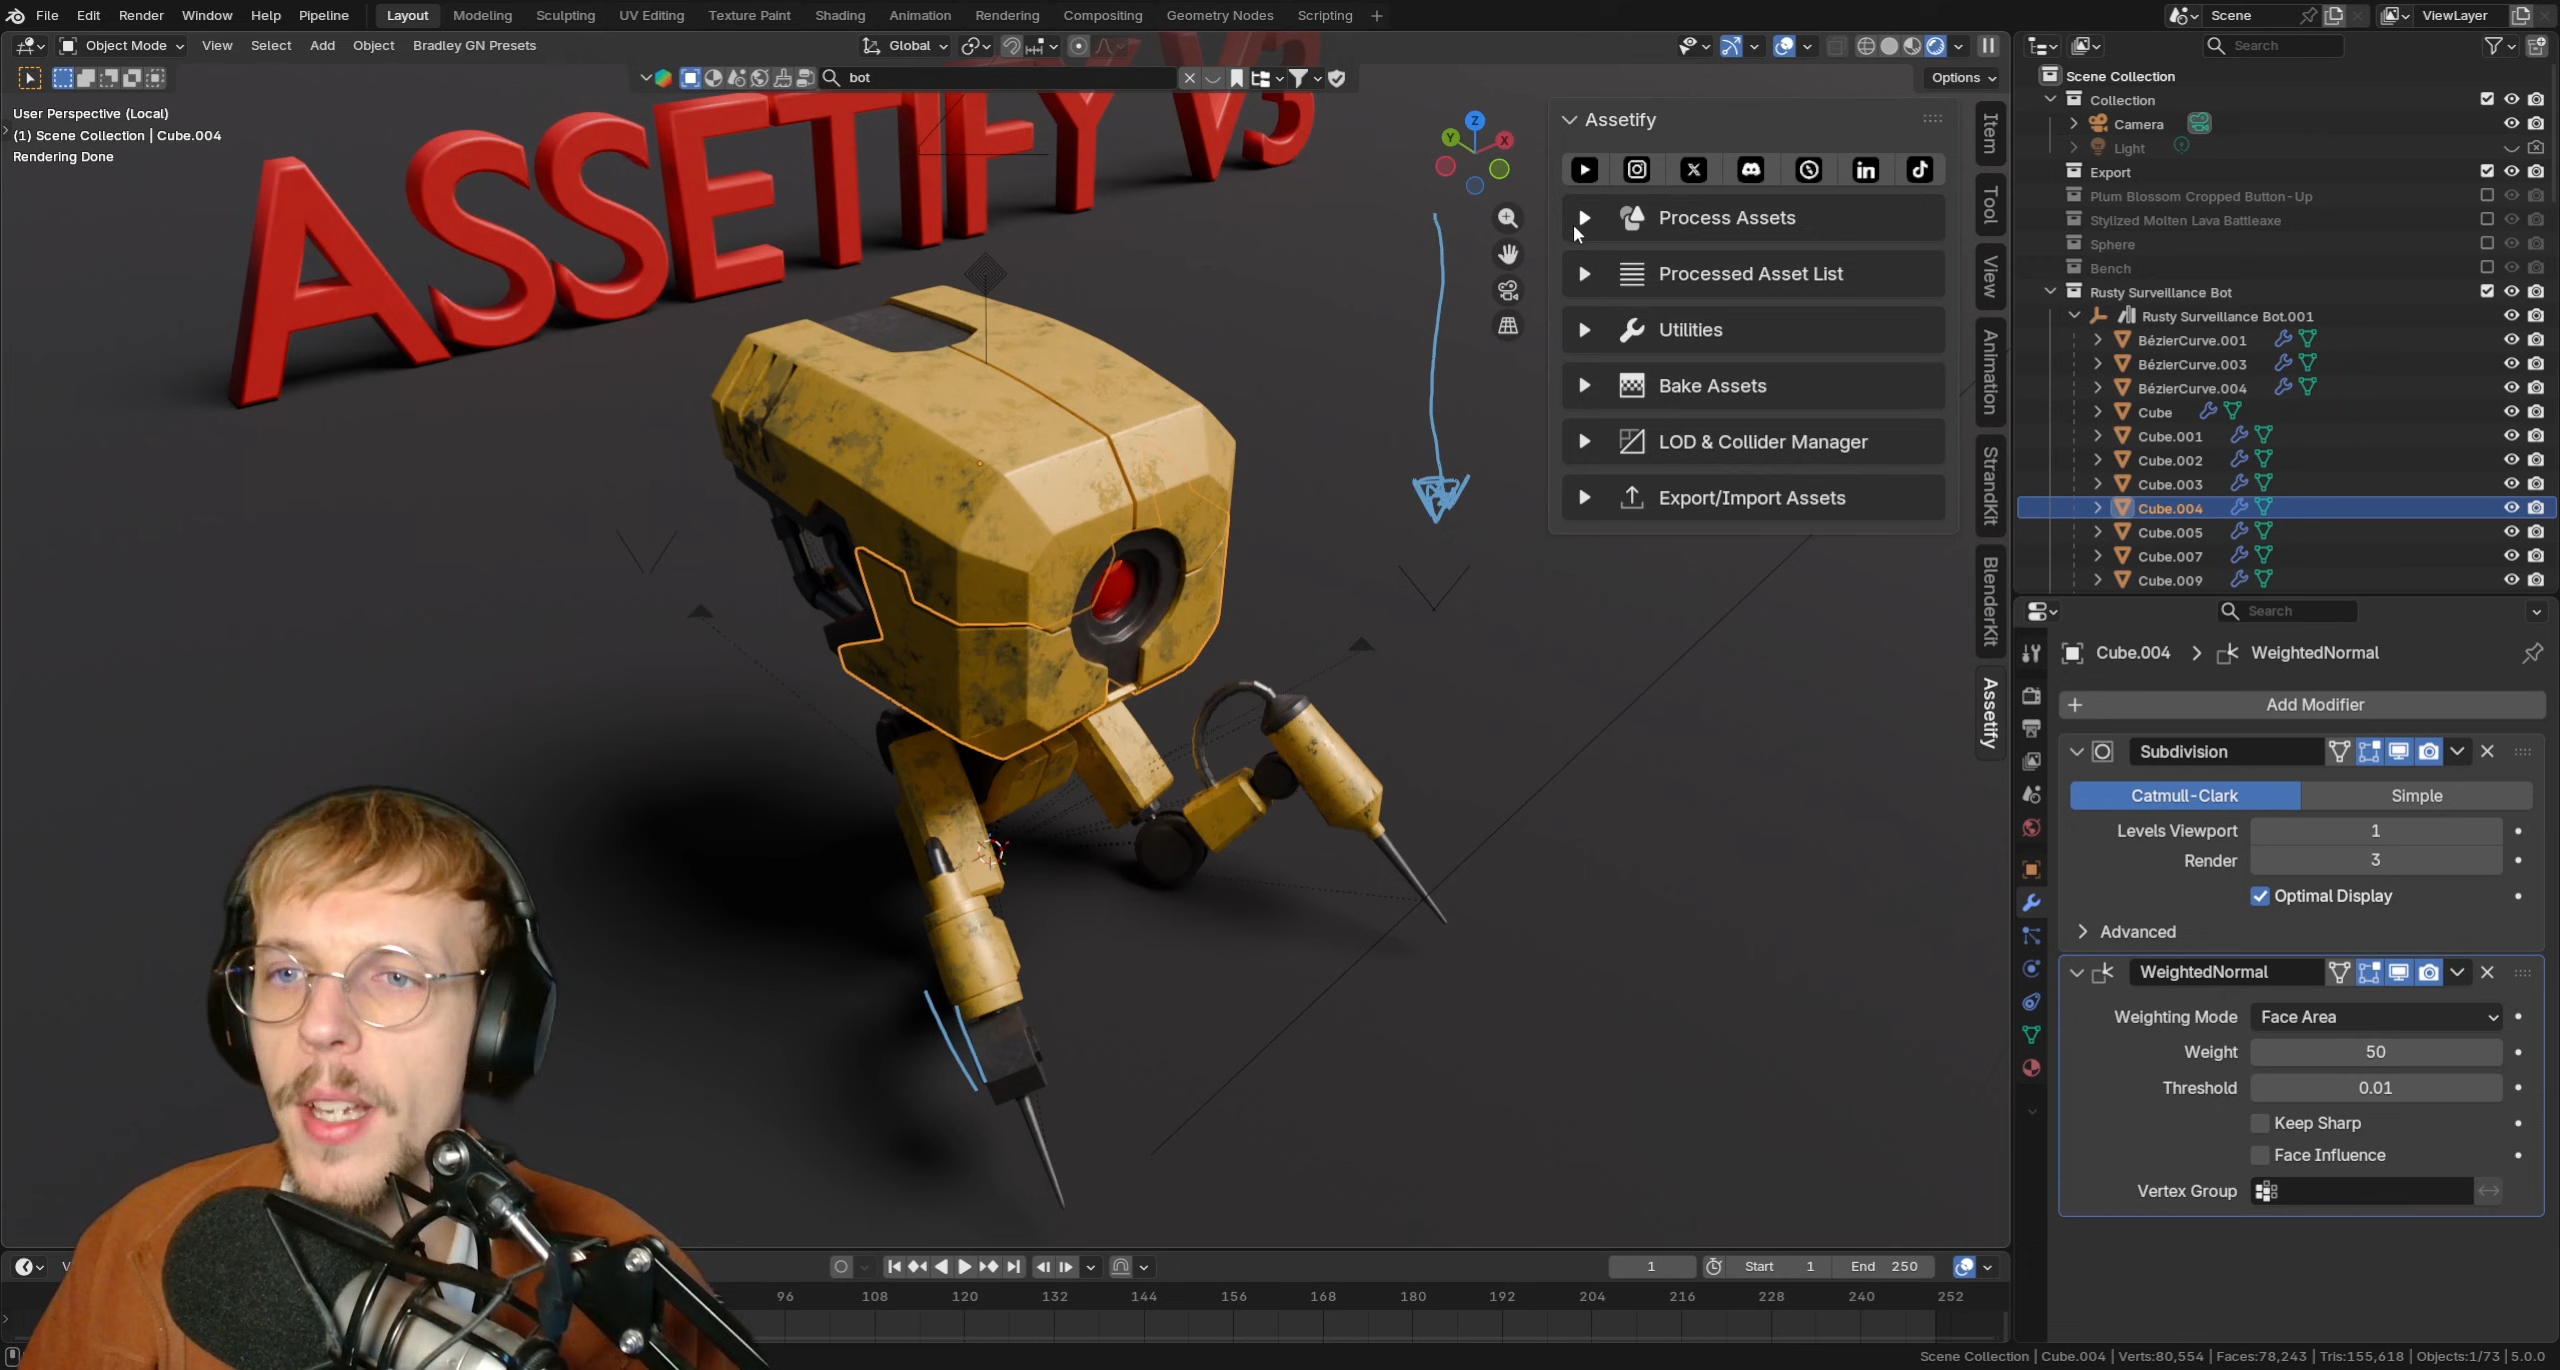 File Edit Render Window Help Pipeline Layout Modeling Sculpting UV Editing Texture Paint Shading Animation Rendering Compositing Geometry Nodes Scripting + Scene ViewLayer
Object Mode View Select Add Object Bradley GN Presets Global Search
bot Options
User Perspective (Local)
(1) Scene Collection | Cube.004
Rendering Done
ASSETIFY V3
Z
Y
X
Assetify
Process Assets
Processed Asset List
Utilities
Bake Assets
LOD & Collider Manager
Export/Import Assets
Item
Tool
View
Animation
StrandKit
BlenderKit
Assetify
Scene Collection
Collection
Camera
Light
Export
Plum Blossom Cropped Button-Up
Stylized Molten Lava Battleaxe
Sphere
Bench
Rusty Surveillance Bot
Rusty Surveillance Bot.001
BézierCurve.001
BézierCurve.003
BézierCurve.004
Cube
Cube.001
Cube.002
Cube.003
Cube.004
Cube.005
Cube.007
Cube.009
Search
Cube.004 > WeightedNormal
+ Add Modifier
Subdivision
Catmull-Clark Simple
Levels Viewport 1
Render 3
Optimal Display
Advanced
WeightedNormal
Weighting Mode Face Area
Weight 50
Threshold 0.01
Keep Sharp
Face Influence
Vertex Group
1 Start 1 End 250
96 108 120 132 144 156 168 180 192 204 216 228 240 252
Scene Collection | Cube.004 | Verts:80,554 | Faces:78,243 | Tris:155,618 | Objects:1/73 | 5.0.0